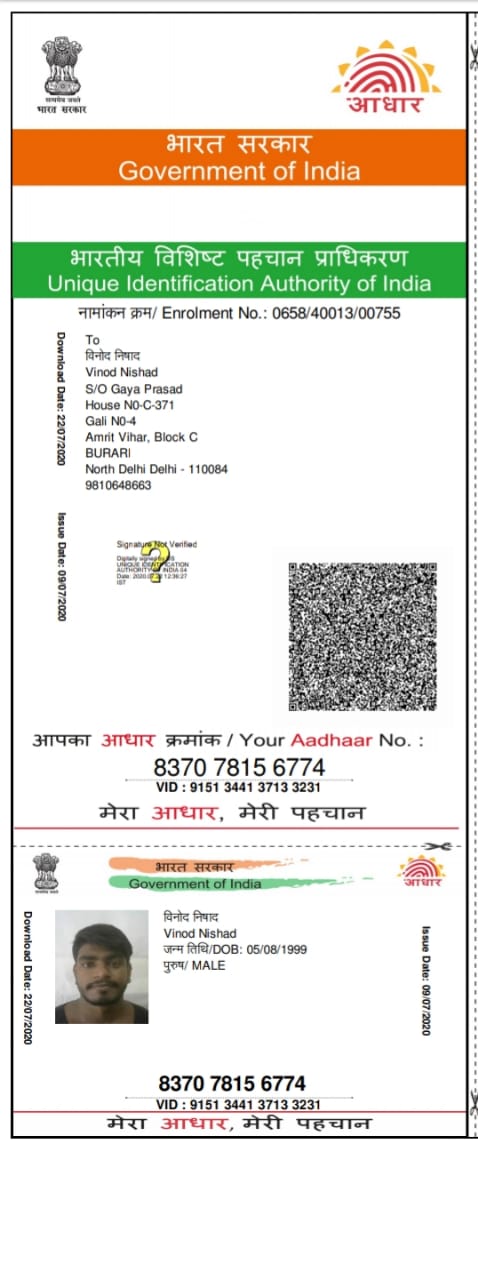 सत्यमेव जयते
भारत सरकार
आधार
भारत सरकार
Government of India
भारतीय विशिष्ट पहचान प्राधिकरण
Unique Identification Authority of India
नामांकन क्रम/ Enrolment No.: 0658/40013/00755
Download Date: 22/07/2020
To
विनोद निषाद
Vinod Nishad
S/O Gaya Prasad
House N0-C-371
Gali N0-4
Amrit Vihar, Block C
BURARI
North Delhi Delhi - 110084
9810648663
Issue Date: 09/07/2020
Signature Not Verified
Digitally signed by DS
UNIQUE IDENTIFICATION
AUTHORITY OF INDIA 04
Date: 2020.07.22 12:36:27
IST
?
आपका आधार क्रमांक / Your Aadhaar No. :
8370 7815 6774
VID : 9151 3441 3713 3231
मेरा आधार, मेरी पहचान
भारत सरकार
Government of India
आधार
Download Date: 22/07/2020
विनोद निषाद
Vinod Nishad
जन्म तिथि/DOB: 05/08/1999
पुरुष/ MALE
Issue Date: 09/07/2020
8370 7815 6774
VID : 9151 3441 3713 3231
मेरा आधार, मेरी पहचान